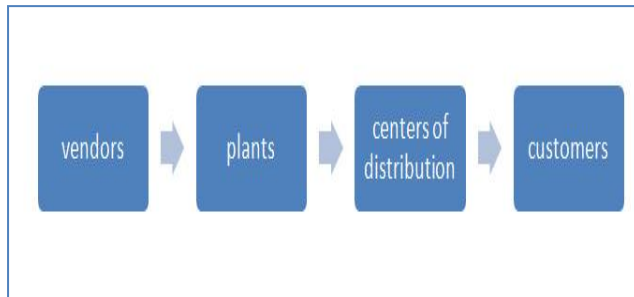 vendors
plants
centers of
distribution
customers